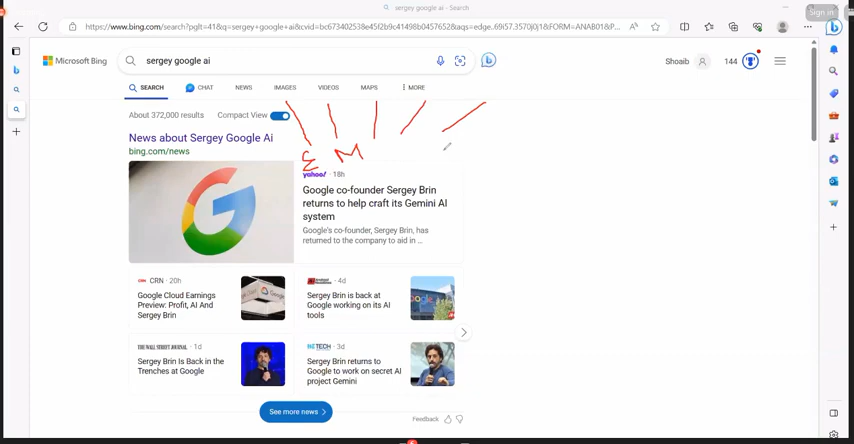 sergey google ai - Search
Sign in
https://www.bing.com/search?pglt=41&q=sergey+google+ai&cvid=bc673402538e45f2b9c41498b0457652&aqs=edge..69i57.3570j0j1&FORM=ANAB01&P...
Microsoft Bing
sergey google ai
Shoaib
144
SEARCH
CHAT
NEWS
IMAGES
VIDEOS
MAPS
MORE
About 372,000 results
Compact View
News about Sergey Google Ai
bing.com/news
E M
yahoo! · 18h
Google co-founder Sergey Brin
returns to help craft its Gemini AI
system
Google's co-founder, Sergey Brin, has
returned to the company to aid in ...
CRN CRN · 20h
Google Cloud Earnings
Preview: Profit, AI And
Sergey Brin
· 4d
Sergey Brin is back at
Google working on its AI
tools
THE WALL STREET JOURNAL · 1d
Sergey Brin Is Back in the
Trenches at Google
· 3d
Sergey Brin returns to
Google to work on secret AI
project Gemini
See more news
Feedback